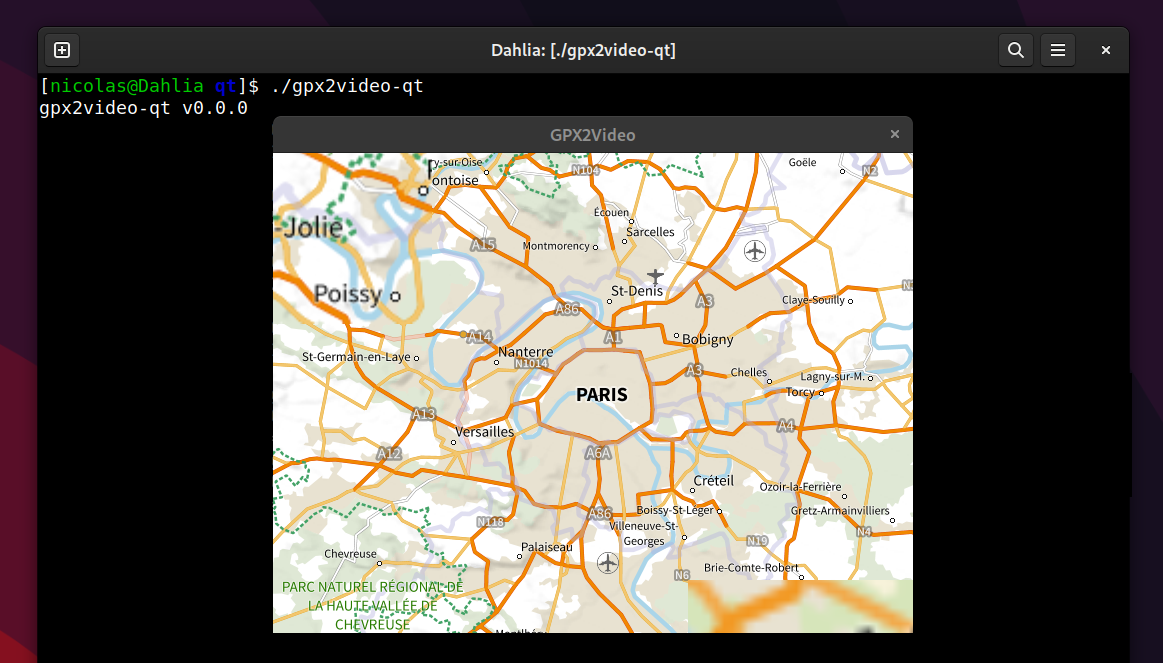 Dahlia: [./gpx2video-qt]
[nicolas@Dahlia qt]$ ./gpx2video-qt
gpx2video-qt v0.0.0
GPX2Video
y-sur-Oise
ontoise
N104
Goële
N2
Écouen
Sarcelles
-Jolie
A15
Montmorency
Poissy
St-Denis
A3
Claye-Souilly
A86
A14
A1
Bobigny
St-Germain-en-Laye
Nanterre
N1014
A3
Chelles
Lagny-sur-M.
Torcy
PARIS
A13
Versailles
A4
A12
A6A
Créteil
Ozoir-la-Ferrière
N118
A86
Boissy-St-Léger
Gretz-Armainvilliers
Villeneuve-St-
Georges
N19
N4
Chevreuse
Palaiseau
Brie-Comte-Robert
N6
PARC NATUREL RÉGIONAL DE
LA HAUTE VALLÉE DE
CHEVREUSE